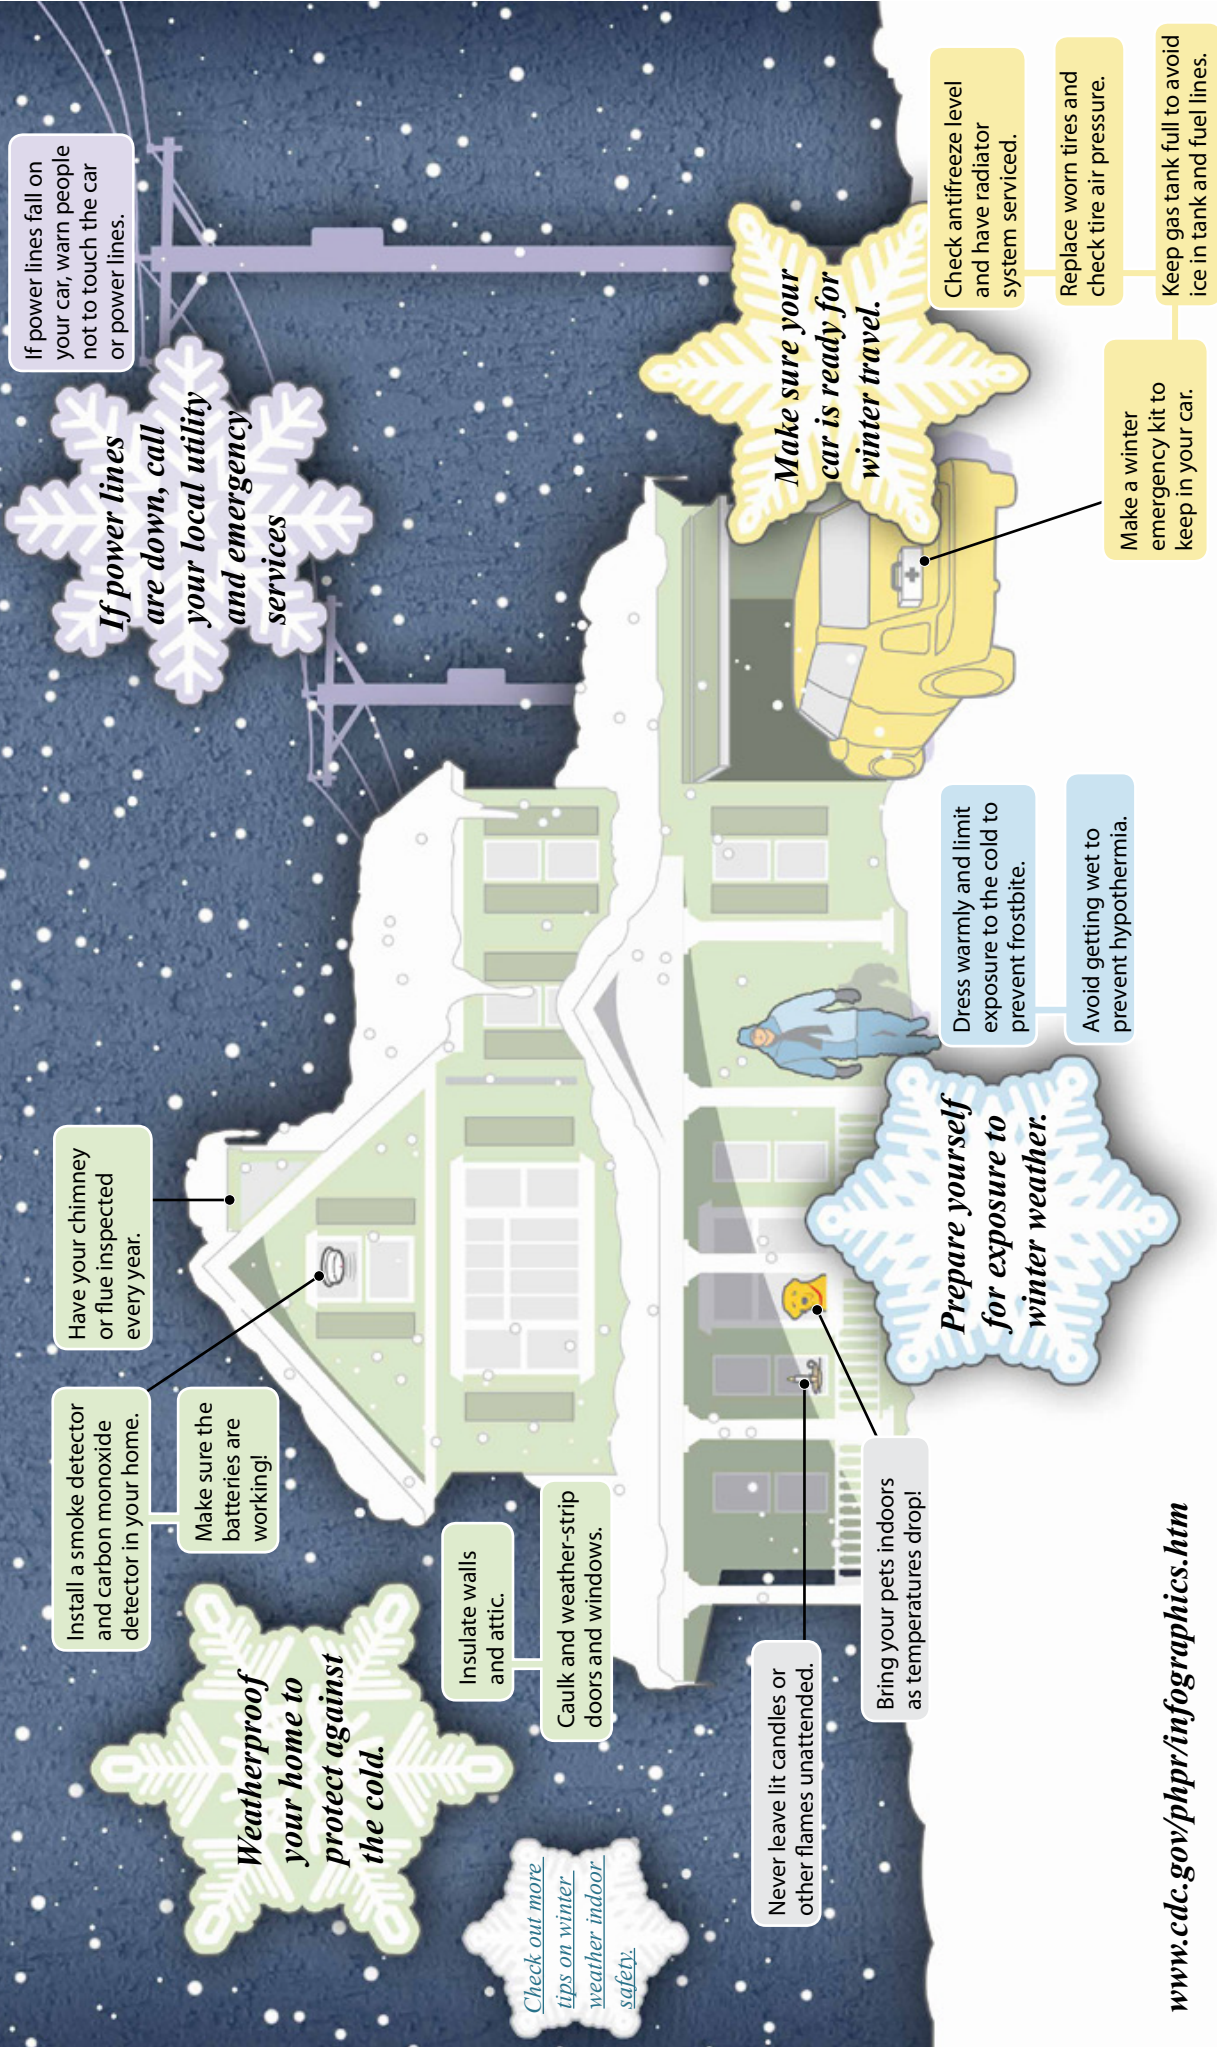 Weatherproof
your home to
protect against
the cold.
Install a smoke detector
and carbon monoxide
detector in your home.
Make sure the
batteries are
working!
Have your chimney
or flue inspected
every year.
Insulate walls
and attic.
Caulk and weather-strip
doors and windows.
Check out more
tips on winter
weather indoor
safety.
Never leave lit candles or
other flames unattended.
Bring your pets indoors
as temperatures drop!
If power lines
are down, call
your local utility
and emergency
services
If power lines fall on
your car, warn people
not to touch the car
or power lines.
Make sure your
car is ready for
winter travel.
Check antifreeze level
and have radiator
system serviced.
Replace worn tires and
check tire air pressure.
Keep gas tank full to avoid
ice in tank and fuel lines.
Make a winter
emergency kit to
keep in your car.
Prepare yourself
for exposure to
winter weather.
Dress warmly and limit
exposure to the cold to
prevent frostbite.
Avoid getting wet to
prevent hypothermia.
www.cdc.gov/phpr/infographics.htm